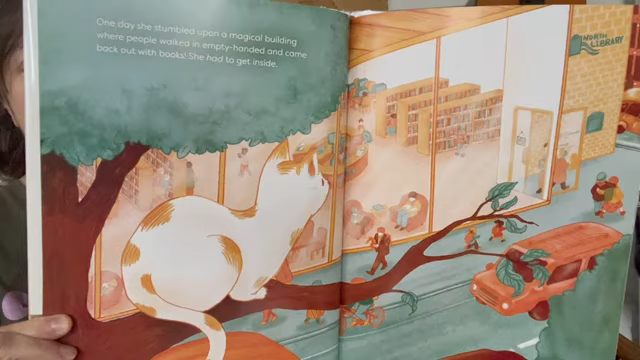 One day she stumbled upon a magical building
where people walked in empty-handed and came
back out with books! She had to get inside.
NORTH
LIBRARY